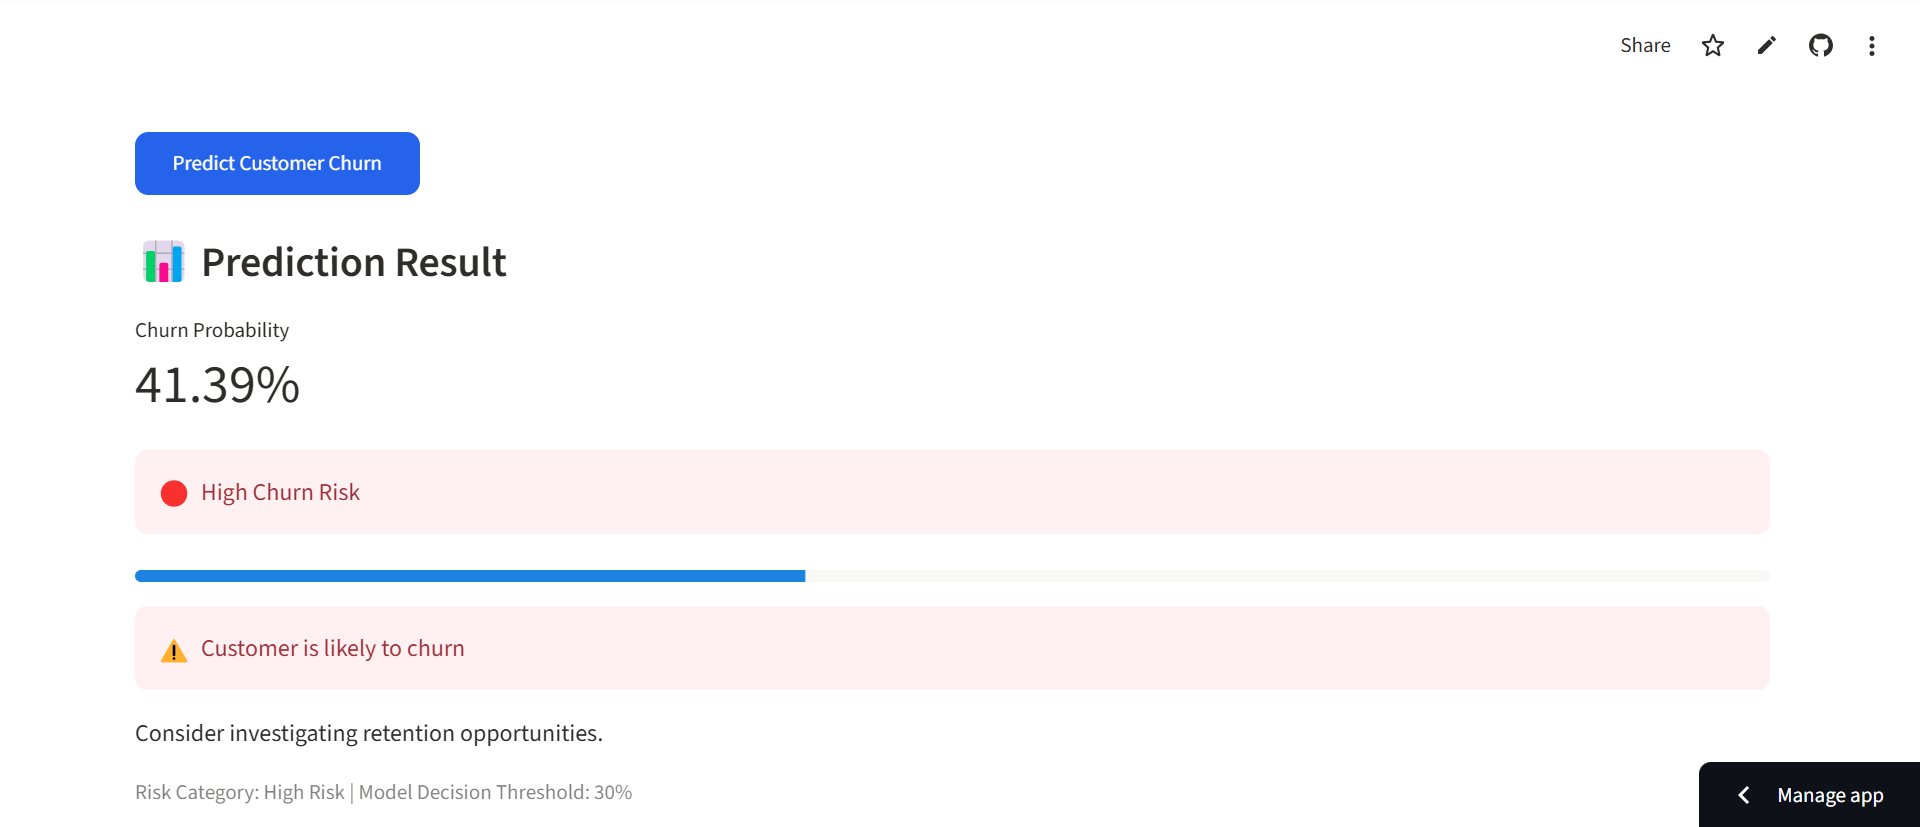 Share
Predict Customer Churn
📊 Prediction Result
Churn Probability
41.39%
🔴 High Churn Risk
⚠️ Customer is likely to churn
Consider investigating retention opportunities.
Risk Category: High Risk | Model Decision Threshold: 30%
Manage app